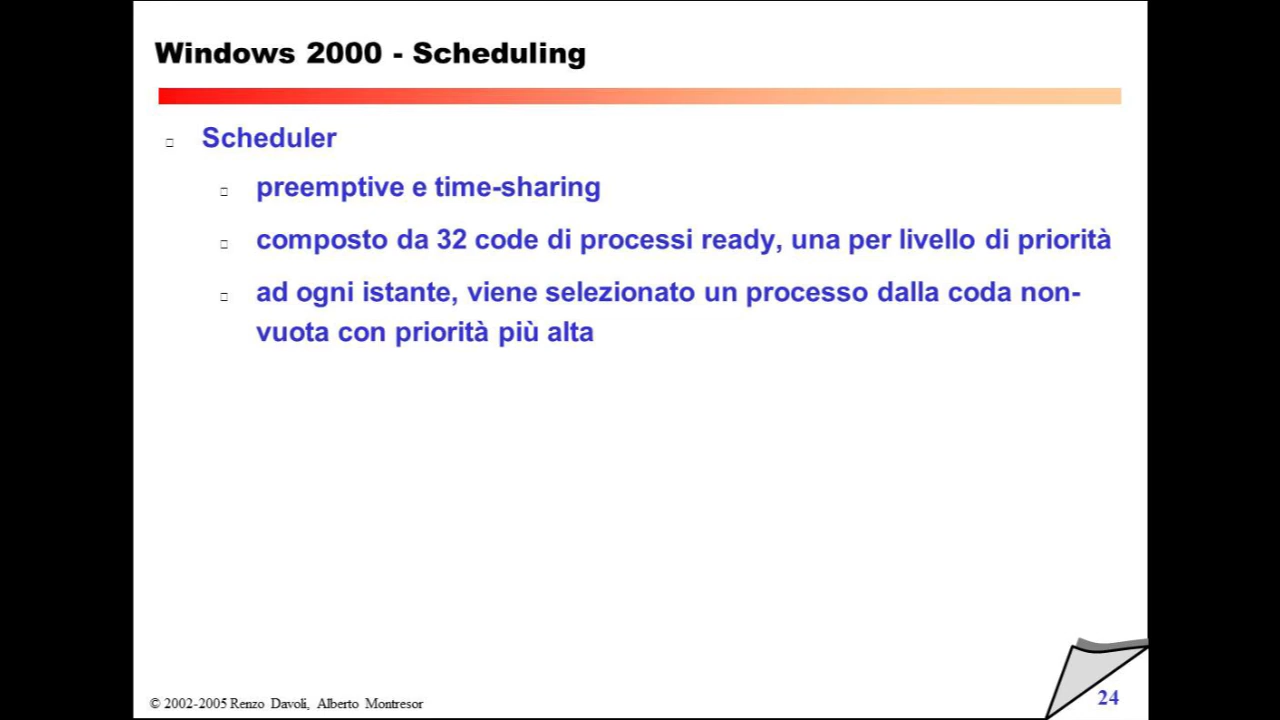 Windows 2000 - Scheduling
Scheduler
preemptive e time-sharing
composto da 32 code di processi ready, una per livello di priorità
ad ogni istante, viene selezionato un processo dalla coda non-
vuota con priorità più alta
© 2002-2005 Renzo Davoli, Alberto Montresor
24